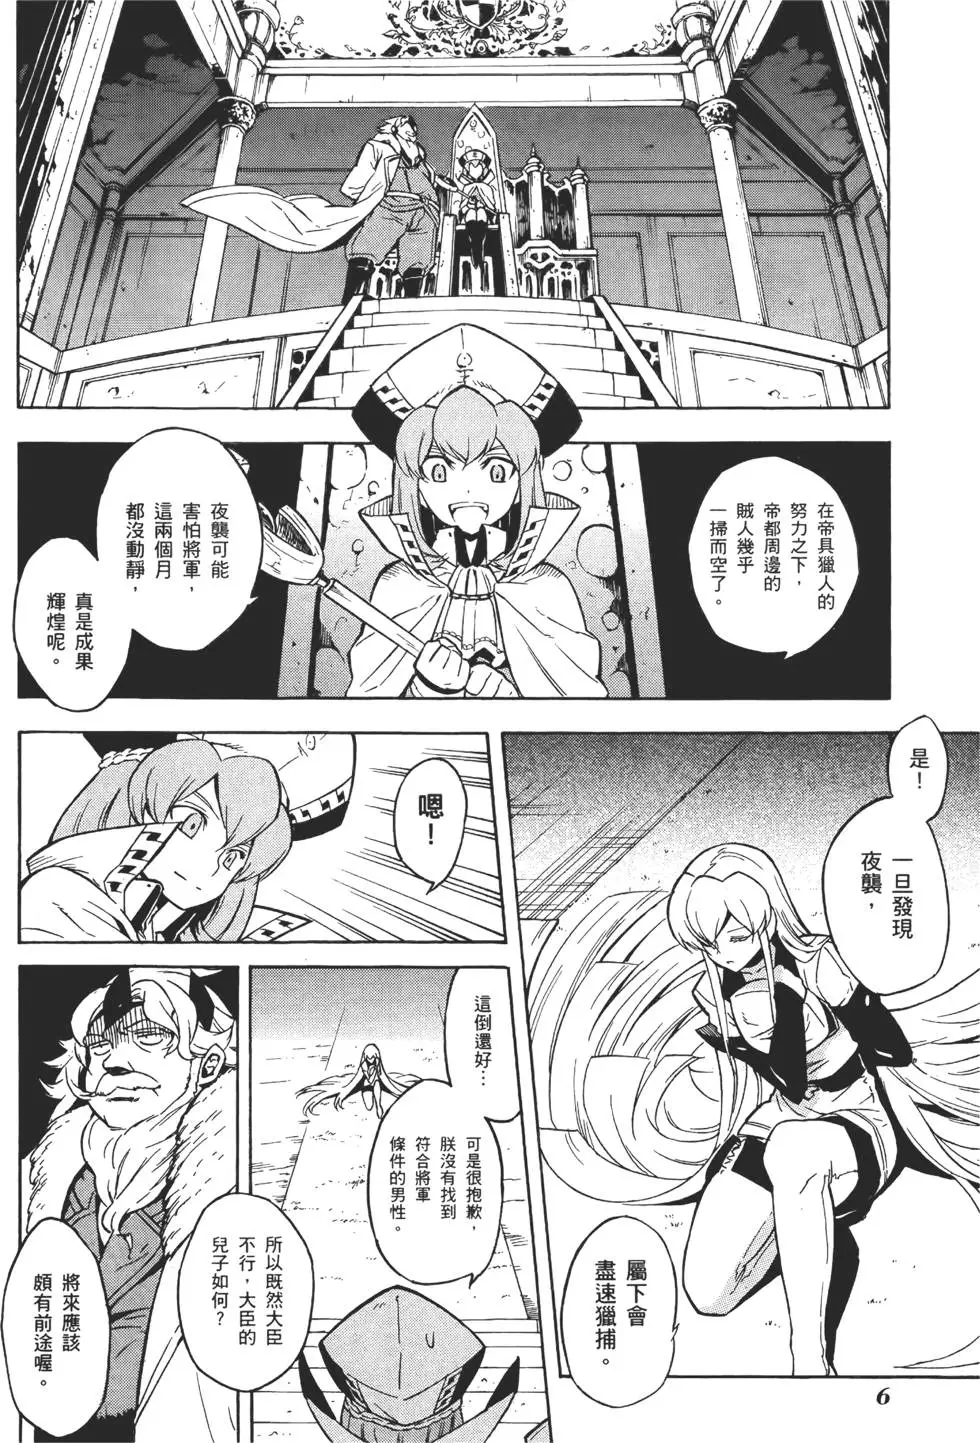 在帝具獵人的
努力之下，
帝都周邊的
賊人幾乎
一掃而空了。
夜襲可能
害怕將軍，
這兩個月
都沒動靜
真是成果
輝煌呢。
是！
一旦發現
夜襲，
屬下會
盡速獵捕。
嗯！
這倒還好…
可是很抱歉，
朕沒有找到
符合將軍
條件的男性。
所以既然大臣
不行，大臣的
兒子如何？
將來應該
頗有前途喔。
6